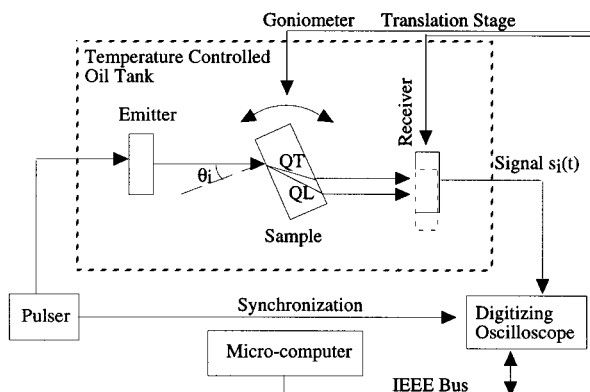 Goniometer
Translation Stage
Temperature Controlled
Oil Tank
Emitter
Receiver
QT
Signal si(t)
θi
QL
Sample
Pulser
Synchronization
Digitizing
Oscilloscope
Micro-computer
IEEE Bus